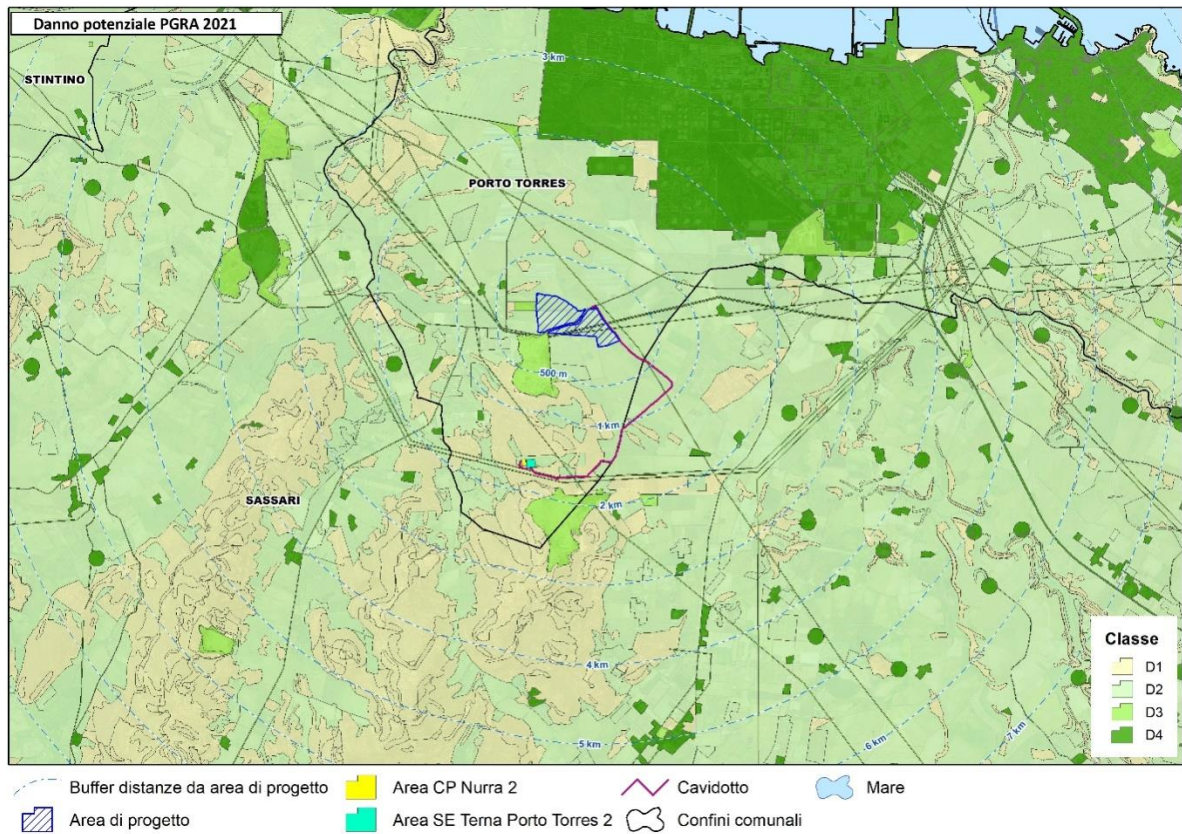 Danno potenziale PGRA 2021
STINTINO
3 km
PORTO TORRES
500 m
1 km
SASSARI
2 km
4 km
5 km
6 km
7 km
Classe
D1
D2
D3
D4
Buffer distanze da area di progetto
Area CP Nurra 2
Cavidotto
Mare
Area di progetto
Area SE Terna Porto Torres 2
Confini comunali